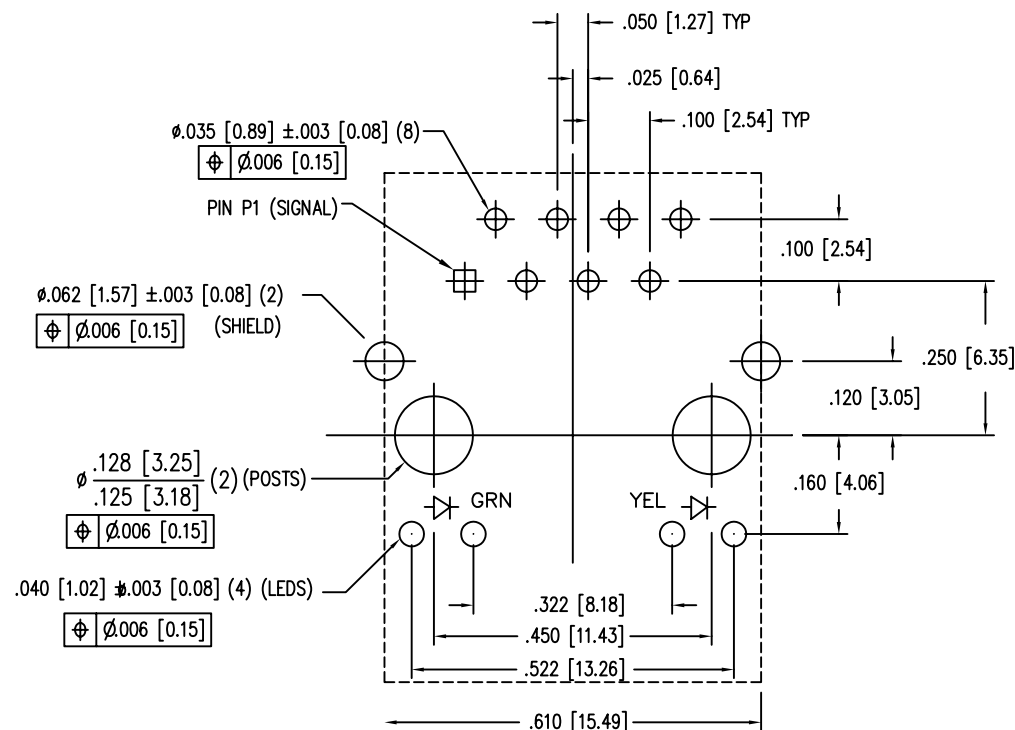 .050 [1.27] TYP
.025 [0.64]
.100 [2.54] TYP
⌀.035 [0.89] ±.003 [0.08] (8)
⌖ ⌀.006 [0.15]
PIN P1 (SIGNAL)
.100 [2.54]
⌀.062 [1.57] ±.003 [0.08] (2)
(SHIELD)
⌖ ⌀.006 [0.15]
.250 [6.35]
.120 [3.05]
⌀ .128 [3.25]
.125 [3.18]
(2) (POSTS)
⌖ ⌀.006 [0.15]
.160 [4.06]
GRN
YEL
.040 [1.02] ±.003 [0.08] (4) (LEDS)
⌖ ⌀.006 [0.15]
.322 [8.18]
.450 [11.43]
.522 [13.26]
.610 [15.49]